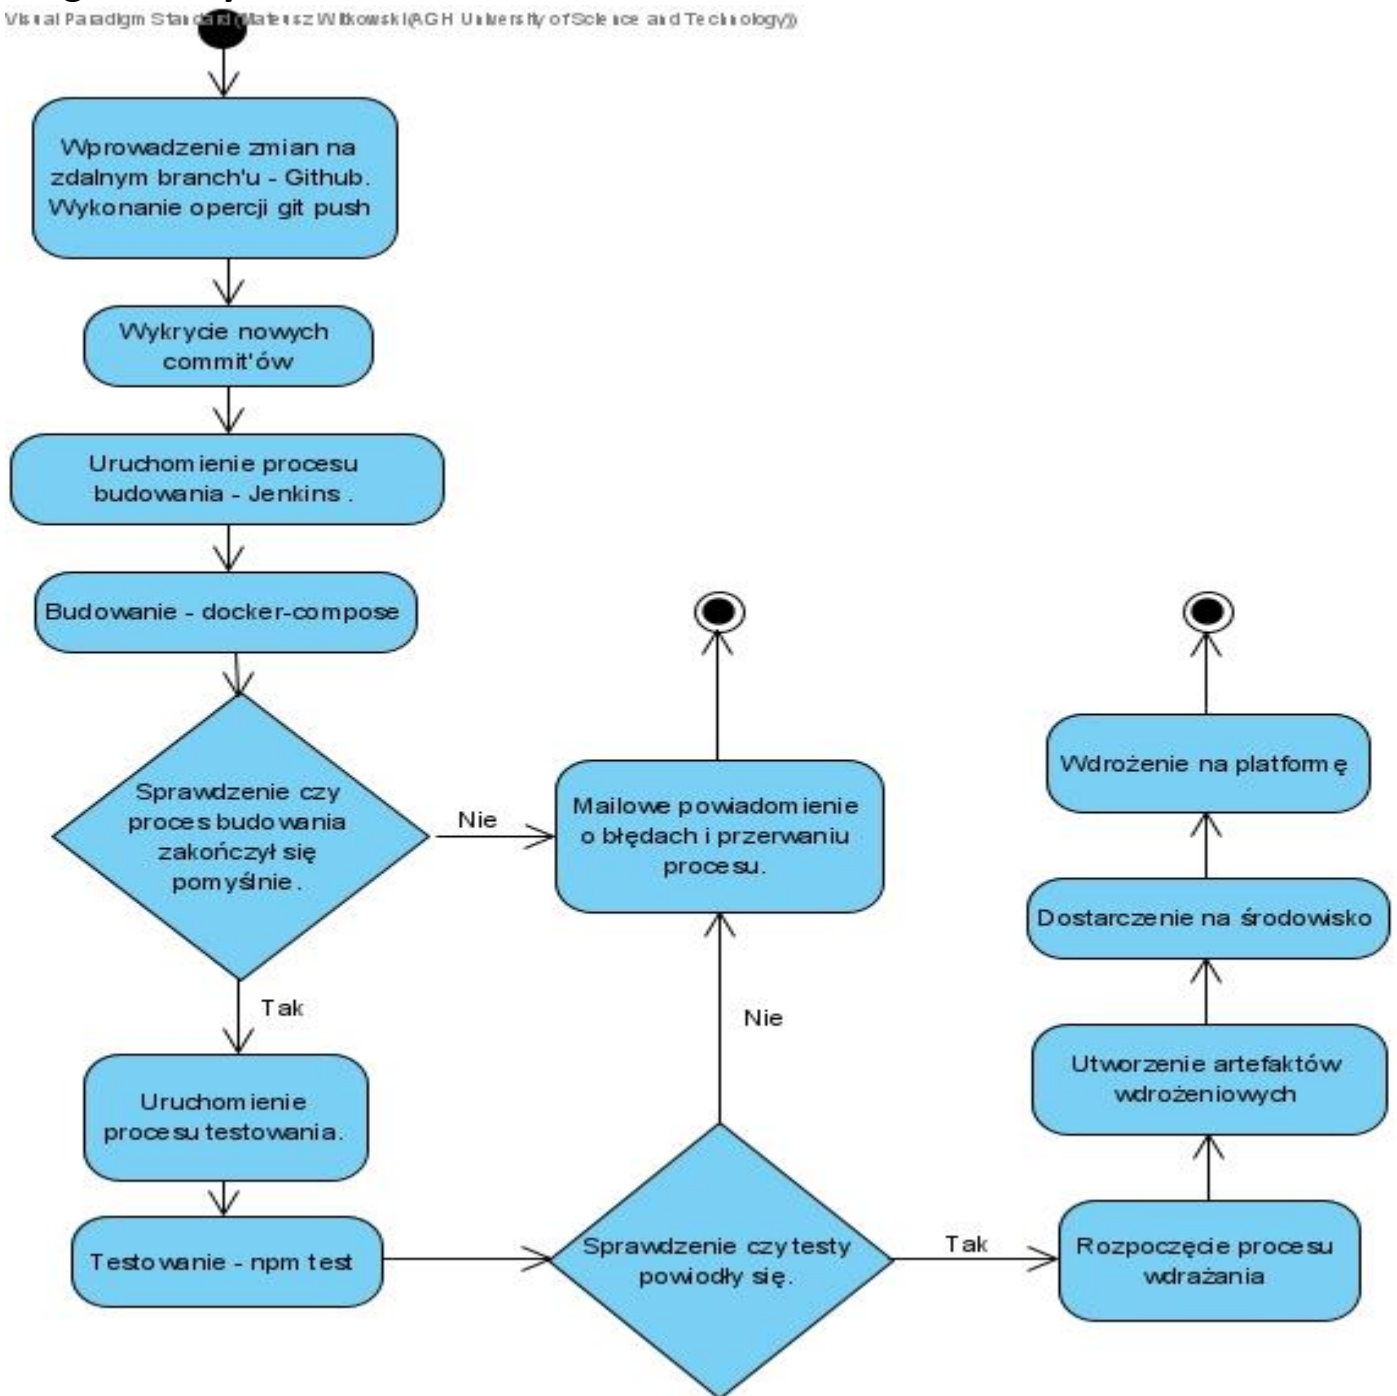 Visual Paradigm Standard (Mateusz Witkowski(AGH University of Science and Technology))
Wprowadzenie zmian na
zdalnym branch'u - Github.
Wykonanie opercji git push
Wykrycie nowych
commit'ów
Uruchomienie procesu
budowania - Jenkins .
Budowanie - docker-compose
Sprawdzenie czy
proces budowania
zakończył się
pomyślnie.
Nie
Mailowe powiadomienie
o błędach i przerwaniu
procesu.
Tak
Uruchomienie
procesu testowania.
Testowanie - npm test
Sprawdzenie czy testy
powiodły się.
Nie
Tak
Rozpoczęcie procesu
wdrażania
Utworzenie artefaktów
wdrożeniowych
Dostarczenie na środowisko
Wdrożenie na platformę